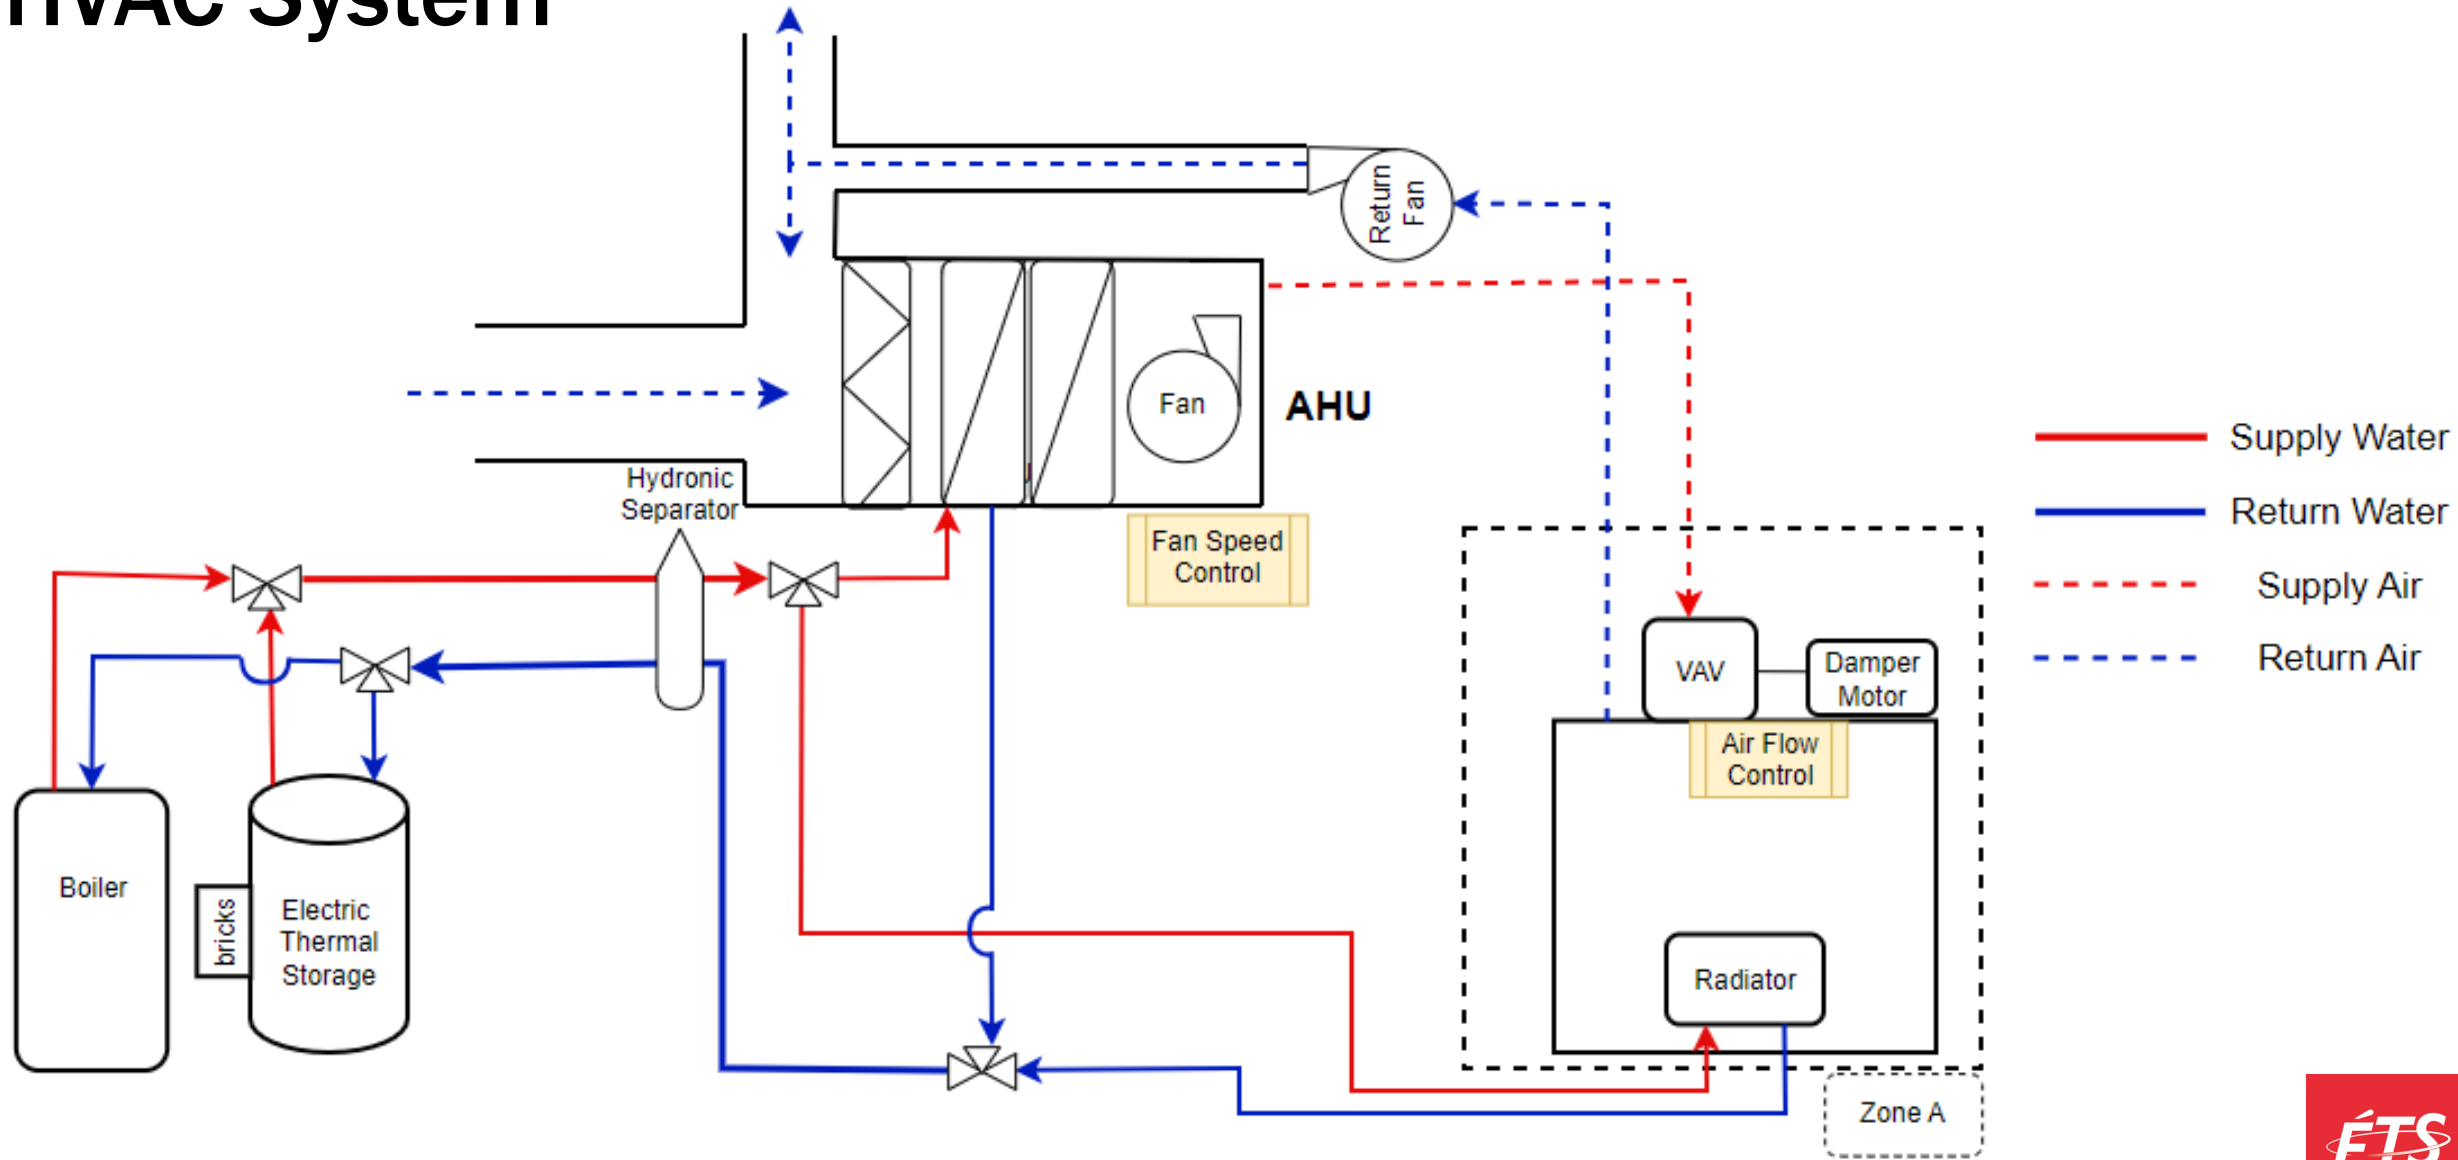 HVAC System
Return
Fan
Fan
AHU
Hydronic
Separator
Fan Speed
Control
Supply Water
Return Water
Supply Air
Return Air
VAV
Damper
Motor
Air Flow
Control
Boiler
bricks
Electric
Thermal
Storage
Radiator
Zone A
ÉTS